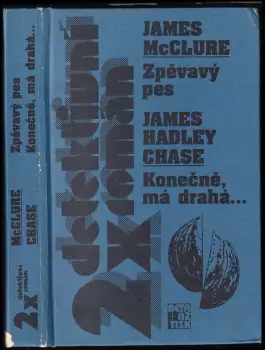 Zpěvavý pes
Konečně, má drahá...
McCLURE
CHASE
detektivní
2x
román
2x detektivní
román
JAMES
McCLURE
Zpěvavý
pes
JAMES
HADLEY
CHASE
Konečně,
má drahá...